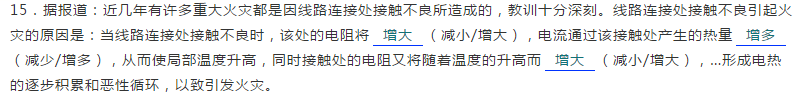 15．据报道：近几年有许多重大火灾都是因线路连接处接触不良所造成的，教训十分深刻。线路连接处接触不良引起火
灾的原因是：当线路连接处接触不良时，该处的电阻将 增大 （减小/增大），电流通过该接触处产生的热量 增多
（减少/增多），从而使局部温度升高，同时接触处的电阻又将随着温度的升高而 增大 （减小/增大），…形成电热
的逐步积累和恶性循环，以致引发火灾。